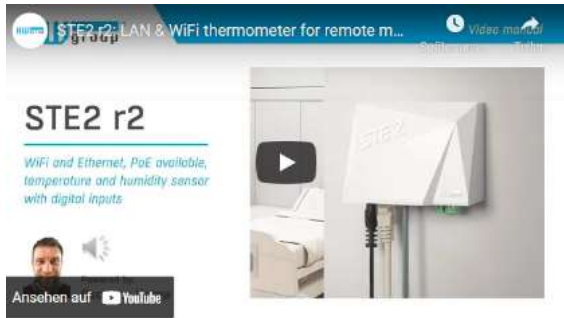 STE2 r2: LAN & WiFi thermometer for remote m...
group
Video manual
STE2 r2
WiFi and Ethernet, PoE available,
temperature and humidity sensor
with digital inputs
STE2
Ansehen auf YouTube